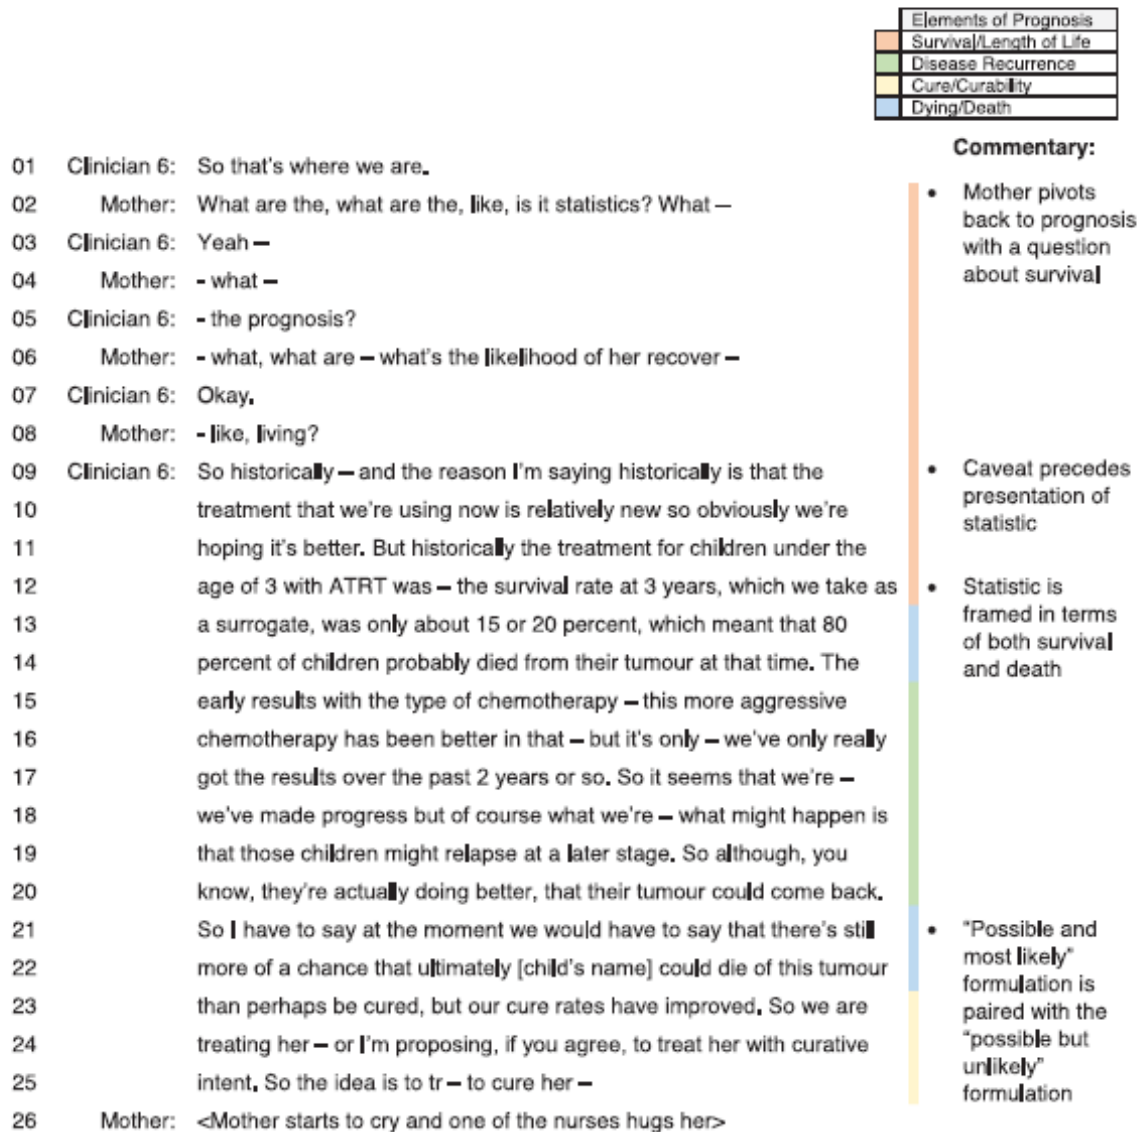 Elements of Prognosis
Survival/Length of Life
Disease Recurrence
Cure/Curability
Dying/Death
Commentary:
01 Clinician 6: So that's where we are.
02 Mother: What are the, what are the, like, is it statistics? What –
03 Clinician 6: Yeah –
04 Mother: - what –
05 Clinician 6: - the prognosis?
06 Mother: - what, what are – what's the likelihood of her recover –
07 Clinician 6: Okay.
08 Mother: - like, living?
09 Clinician 6: So historically – and the reason I'm saying historically is that the
10 treatment that we're using now is relatively new so obviously we're
11 hoping it's better. But historically the treatment for children under the
12 age of 3 with ATRT was – the survival rate at 3 years, which we take as
13 a surrogate, was only about 15 or 20 percent, which meant that 80
14 percent of children probably died from their tumour at that time. The
15 early results with the type of chemotherapy – this more aggressive
16 chemotherapy has been better in that – but it's only – we've only really
17 got the results over the past 2 years or so. So it seems that we're –
18 we've made progress but of course what we're – what might happen is
19 that those children might relapse at a later stage. So although, you
20 know, they're actually doing better, that their tumour could come back.
21 So I have to say at the moment we would have to say that there's still
22 more of a chance that ultimately [child's name] could die of this tumour
23 than perhaps be cured, but our cure rates have improved. So we are
24 treating her – or I'm proposing, if you agree, to treat her with curative
25 intent. So the idea is to tr – to cure her –
26 Mother: <Mother starts to cry and one of the nurses hugs her>
• Mother pivots
back to prognosis
with a question
about survival
• Caveat precedes
presentation of
statistic
• Statistic is
framed in terms
of both survival
and death
• "Possible and
most likely"
formulation is
paired with the
"possible but
unlikely"
formulation